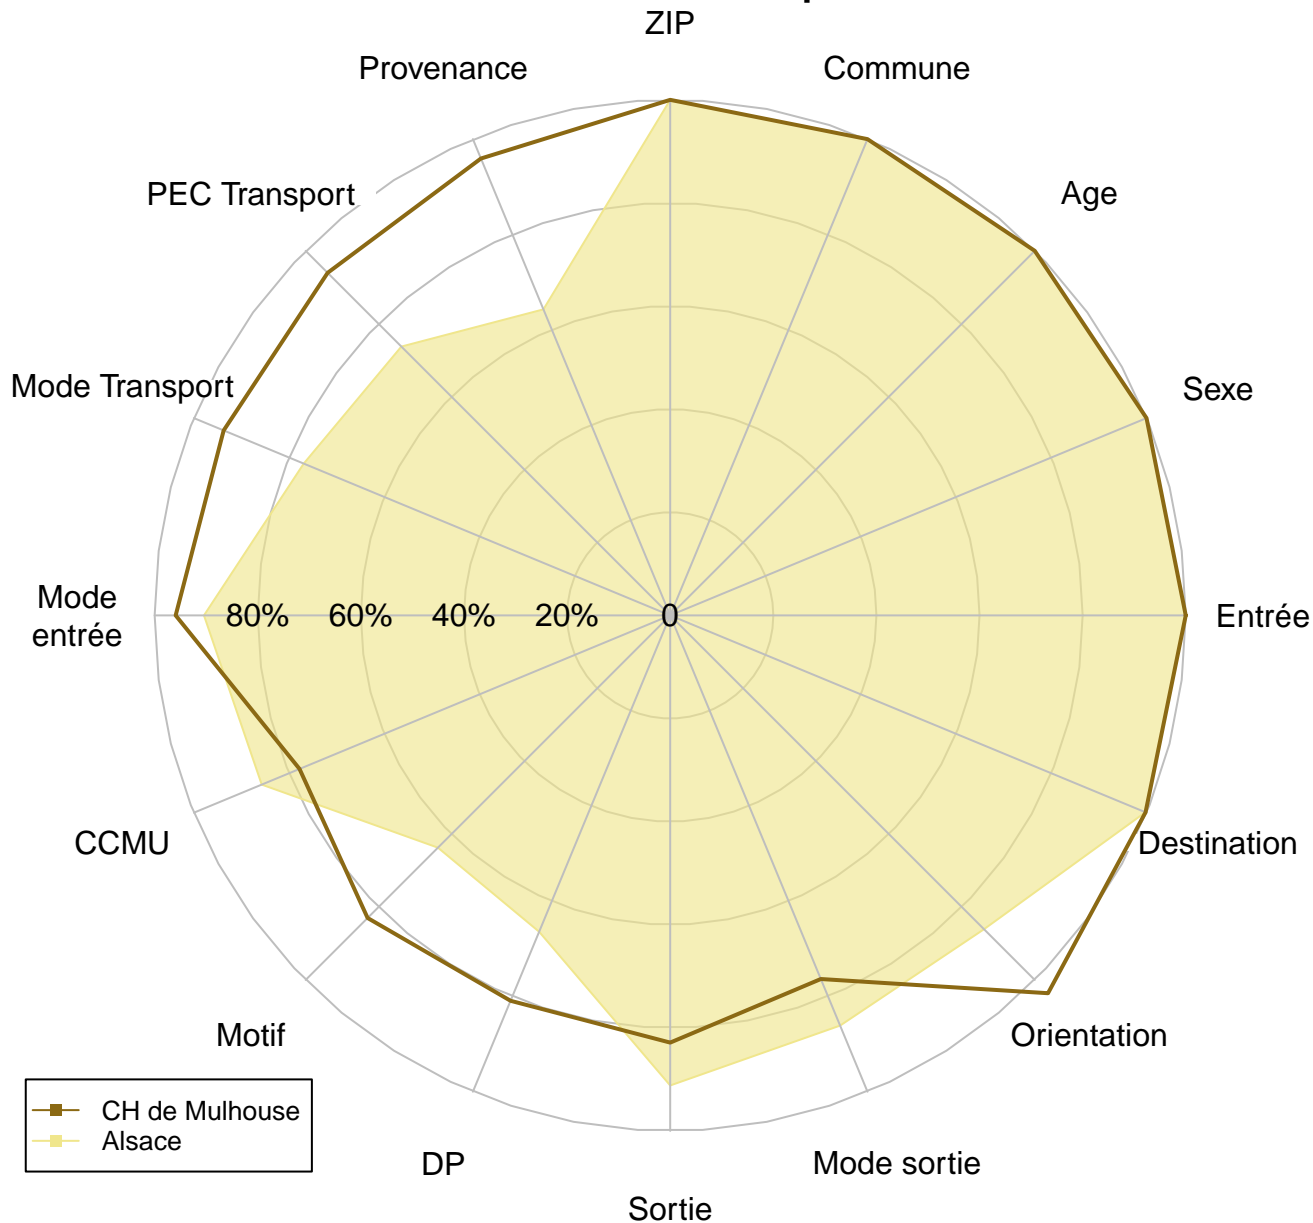 ZIP
Provenance
Commune
PEC Transport
Age
Mode Transport
Sexe
Mode
entrée
80%
60%
40%
20%
0
Entrée
CCMU
Destination
Motif
Orientation
CH de Mulhouse
Alsace
DP
Mode sortie
Sortie